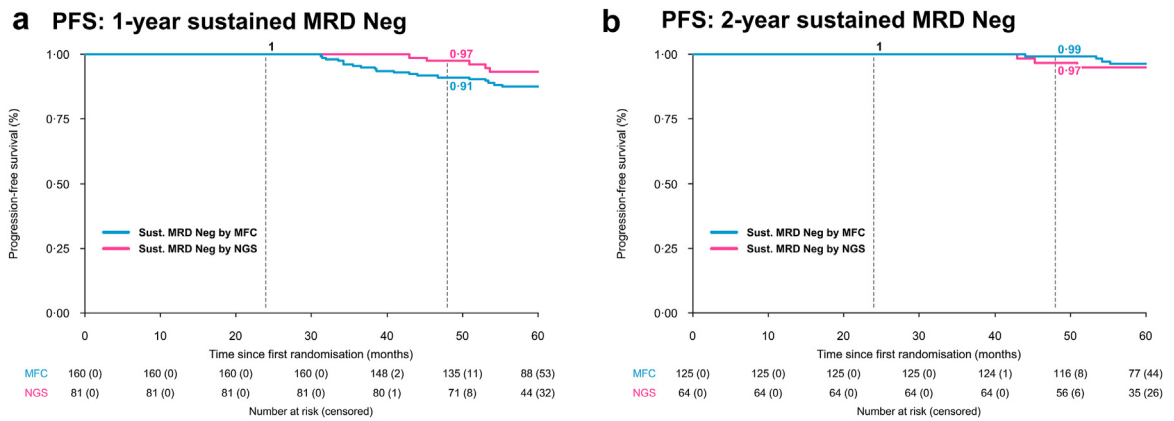 a PFS: 1-year sustained MRD Neg
1
1·00
0·97
0·91
0·75
0·50
0·25
0·00
Progression-free survival (%)
Sust. MRD Neg by MFC
Sust. MRD Neg by NGS
0 10 20 30 40 50 60
Time since first randomisation (months)
MFC 160 (0) 160 (0) 160 (0) 160 (0) 148 (2) 135 (11) 88 (53)
NGS 81 (0) 81 (0) 81 (0) 81 (0) 80 (1) 71 (8) 44 (32)
Number at risk (censored)
b PFS: 2-year sustained MRD Neg
1
1·00
0·99
0·97
0·75
0·50
0·25
0·00
Progression-free survival (%)
Sust. MRD Neg by MFC
Sust. MRD Neg by NGS
0 10 20 30 40 50 60
Time since first randomisation (months)
MFC 125 (0) 125 (0) 125 (0) 125 (0) 124 (1) 116 (8) 77 (44)
NGS 64 (0) 64 (0) 64 (0) 64 (0) 64 (0) 56 (6) 35 (26)
Number at risk (censored)